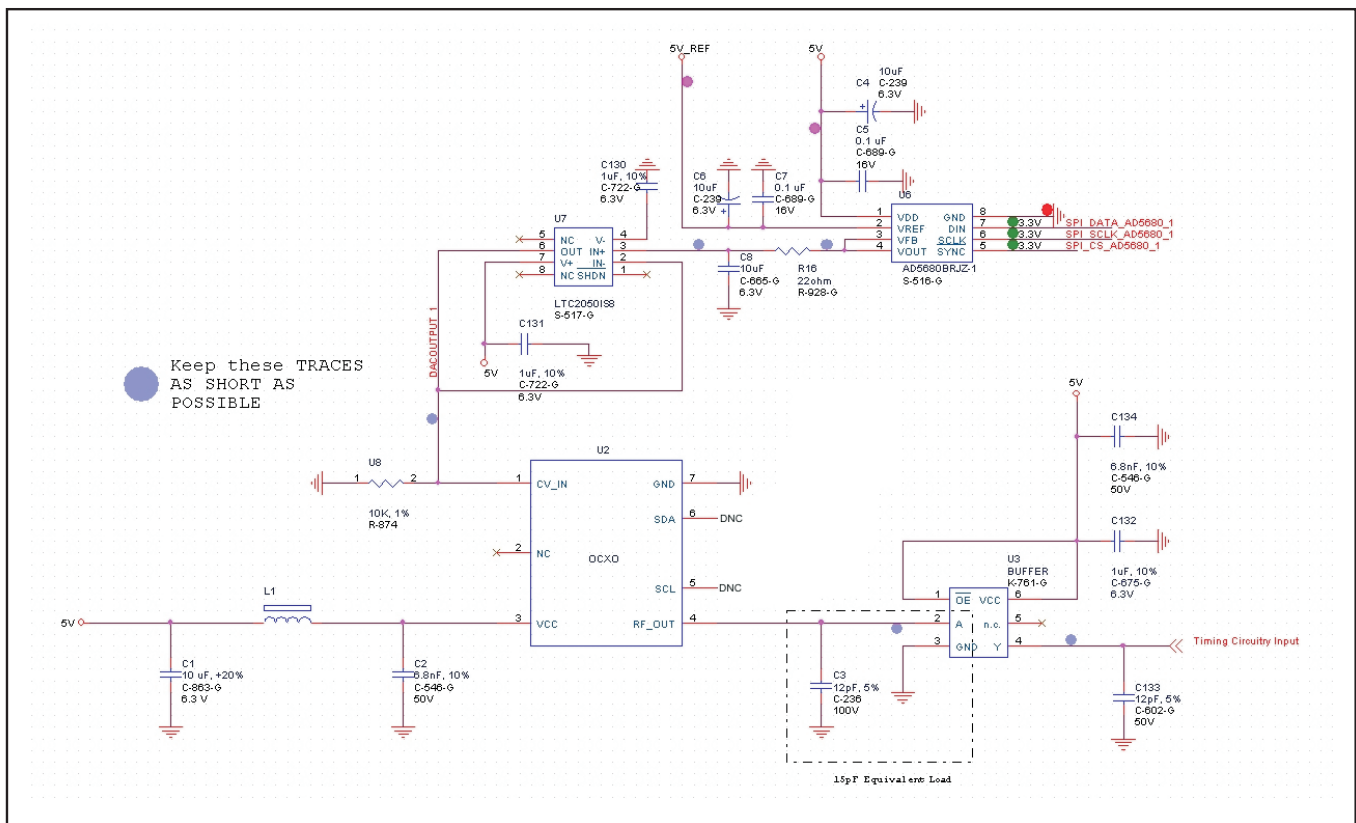 5V_REF
5V
10uF
C4 C-239
6.3V
C5
0.1 uF
C-689-G
16V
C130
1uF, 10%
C-722-G
6.3V
C6
10uF
C-239
6.3V
C7
0.1 uF
C-689-G
16V
U7
5 NC V- 4
6 OUT IN+ 3
7 V+ IN- 2
8 NC SHDN 1
LTC2050IS8
S-517-G
C8
10uF
C-665-G
6.3V
R16
22ohm
R-928-G
U6
1 VDD GND 8
2 VREF DIN 7 3.3V SPI_DATA_AD5680_1
3 VFB SCLK 6 3.3V SPI_SCLK_AD5680_1
4 VOUT SYNC 5 3.3V SPI_CS_AD5680_1
AD5680BRJZ-1
S-516-G
DACOUTPUT_1
C131
5V
1uF, 10%
C-722-G
6.3V
Keep these TRACES
AS SHORT AS
POSSIBLE
U8
1 2
10K, 1%
R-874
U2
1 CV_IN GND 7
SDA 6 DNC
2 NC
OCXO
SCL 5 DNC
3 VCC RF_OUT 4
L1
5V
C1
10 uF, +20%
C-863-G
6.3 V
C2
6.8nF, 10%
C-546-G
50V
5V
C134
6.8nF, 10%
C-546-G
50V
C132
1uF, 10%
C-675-G
6.3V
U3
BUFFER
K-761-G
1 OE VCC 6
2 A n.c. 5
3 GND Y 4
Timing Circuitry Input
C3
12pF, 5%
C-236
100V
C133
12pF, 5%
C-602-G
50V
15pF Equivalent Load